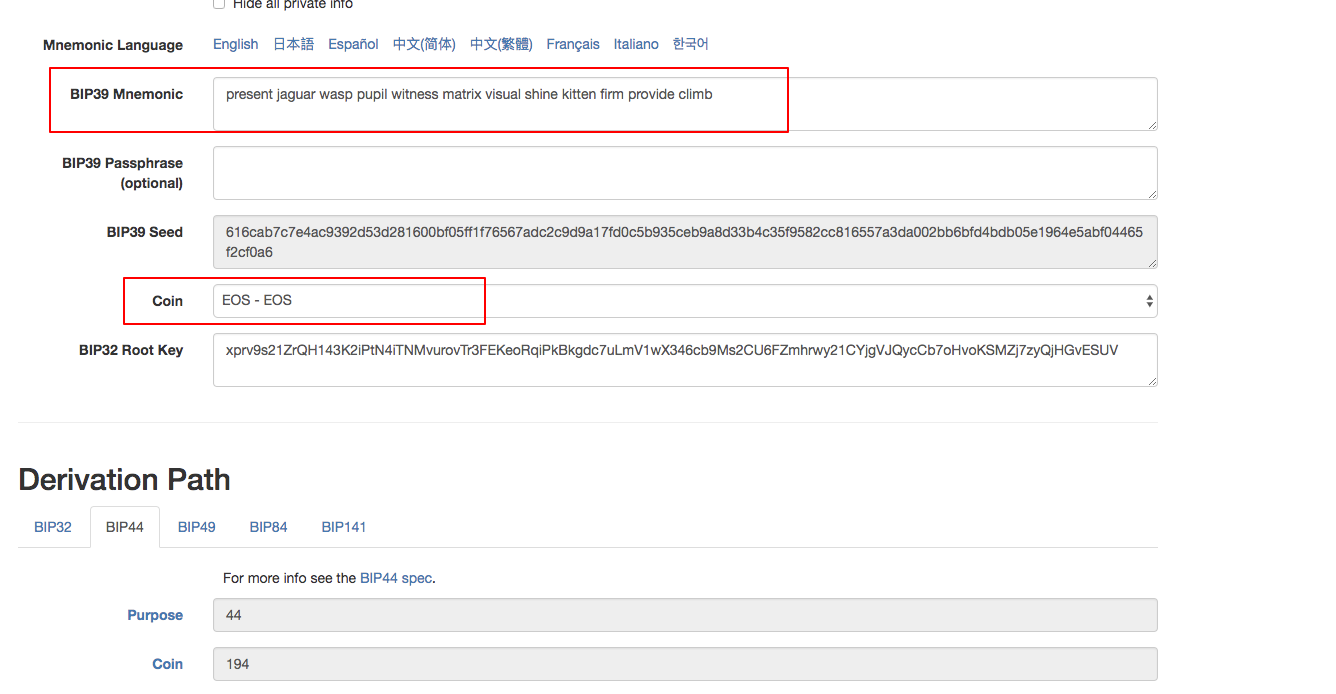 Hide all private info
Mnemonic Language English 日本語 Español 中文(简体) 中文(繁體) Français Italiano 한국어
BIP39 Mnemonic present jaguar wasp pupil witness matrix visual shine kitten firm provide climb
BIP39 Passphrase
(optional)
BIP39 Seed 616cab7c7e4ac9392d53d281600bf05ff1f76567adc2c9d9a17fd0c5b935ceb9a8d33b4c35f9582cc816557a3da002bb6bfd4bdb05e1964e5abf04465
f2cf0a6
Coin EOS - EOS
BIP32 Root Key xprv9s21ZrQH143K2iPtN4iTNMvurovTr3FEKeoRqiPkBkgdc7uLmV1wX346cb9Ms2CU6FZmhrwy21CYjgVJQycCb7oHvoKSMZj7zyQjHGvESUV
Derivation Path
BIP32 BIP44 BIP49 BIP84 BIP141
For more info see the BIP44 spec.
Purpose 44
Coin 194